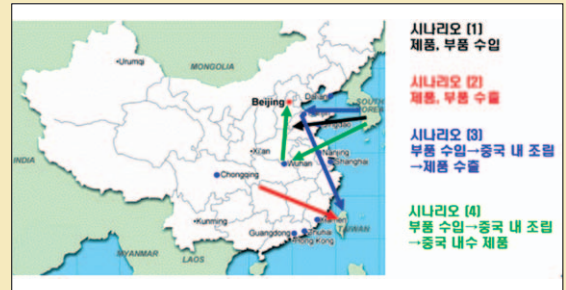 시나리오 (1)
제품, 부품 수입
시나리오 (2)
제품, 부품 수출
시나리오 (3)
부품 수입→중국 내 조립
→제품 수출
시나리오 (4)
부품 수입→중국 내 조립
→중국 내수 제품
Urumqi
MONGOLIA
Beijing
SOUTH
KOREA
Xi'an
Nanjing
Wuhan
Shanghai
INDIA
Chongqing
Kunming
TAIWAN
Guangdong
Zhuhai
Hong Kong
MYANMAR
LAOS